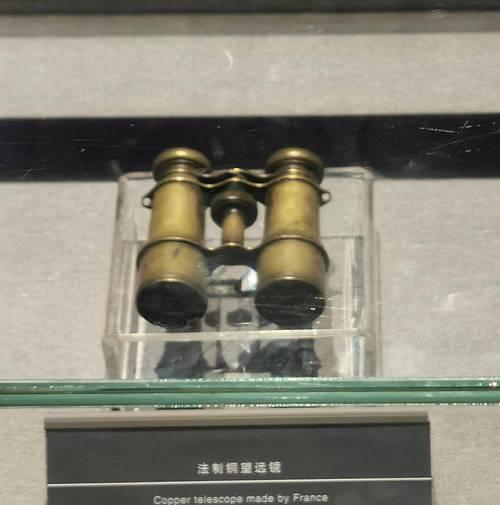 法制铜望远镜
Copper telescope made by France